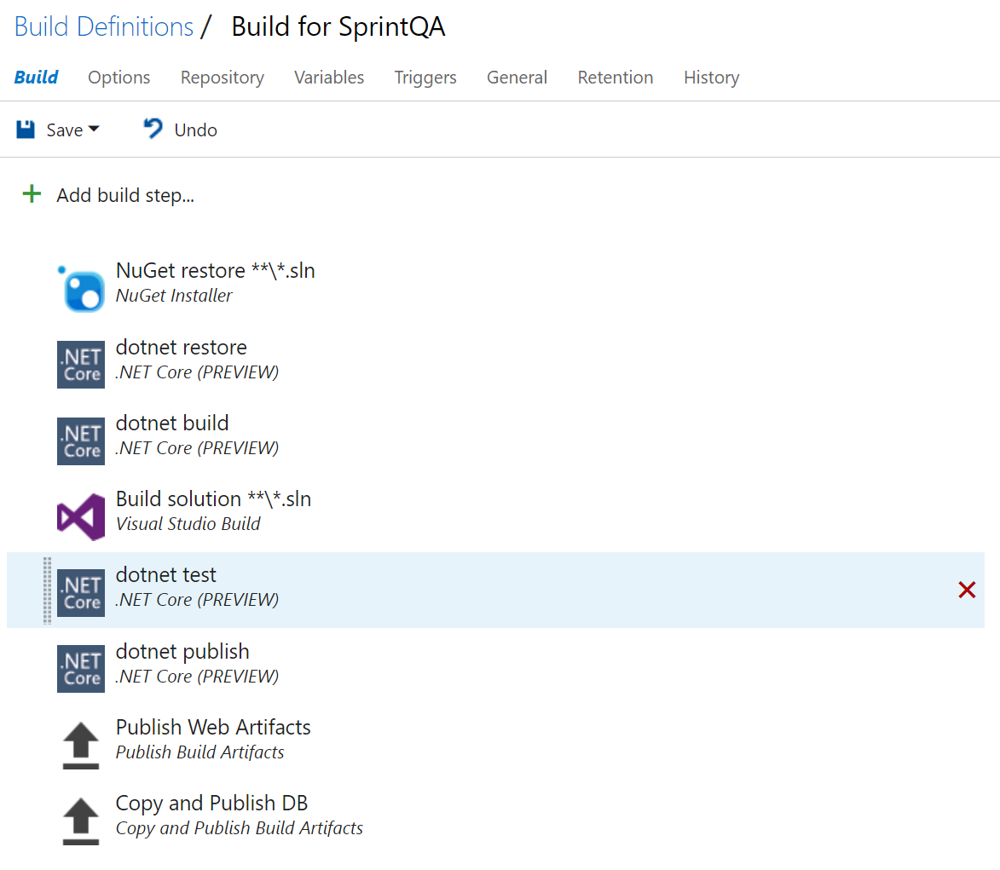 Build Definitions / Build for SprintQA
Build Options Repository Variables Triggers General Retention History
Save Undo
Add build step...
NuGet restore **\*.sln
NuGet Installer
.NET Core
dotnet restore
.NET Core (PREVIEW)
.NET Core
dotnet build
.NET Core (PREVIEW)
Build solution **\*.sln
Visual Studio Build
.NET Core
dotnet test
.NET Core (PREVIEW)
.NET Core
dotnet publish
.NET Core (PREVIEW)
Publish Web Artifacts
Publish Build Artifacts
Copy and Publish DB
Copy and Publish Build Artifacts